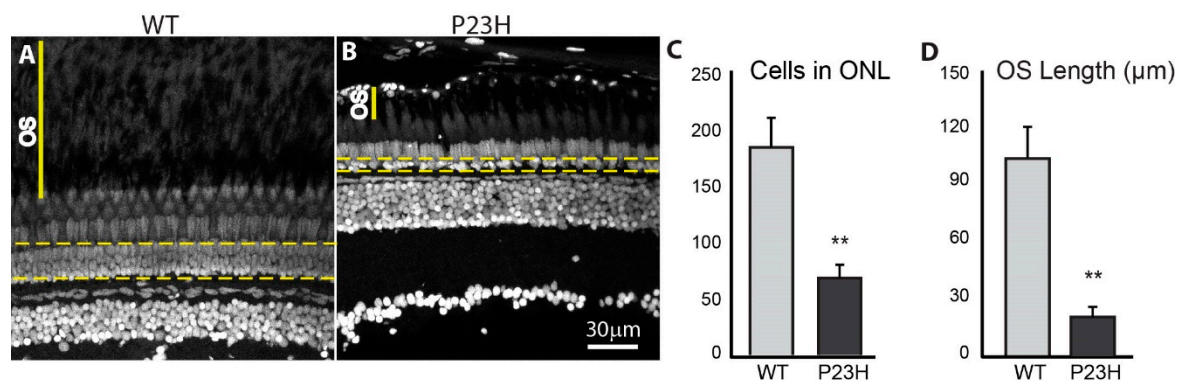 WT
P23H
A
OS
B
OS
30µm
C
Cells in ONL
250
200
150
100
50
0
**
WT P23H
D
OS Length (µm)
150
120
90
60
30
0
**
WT P23H